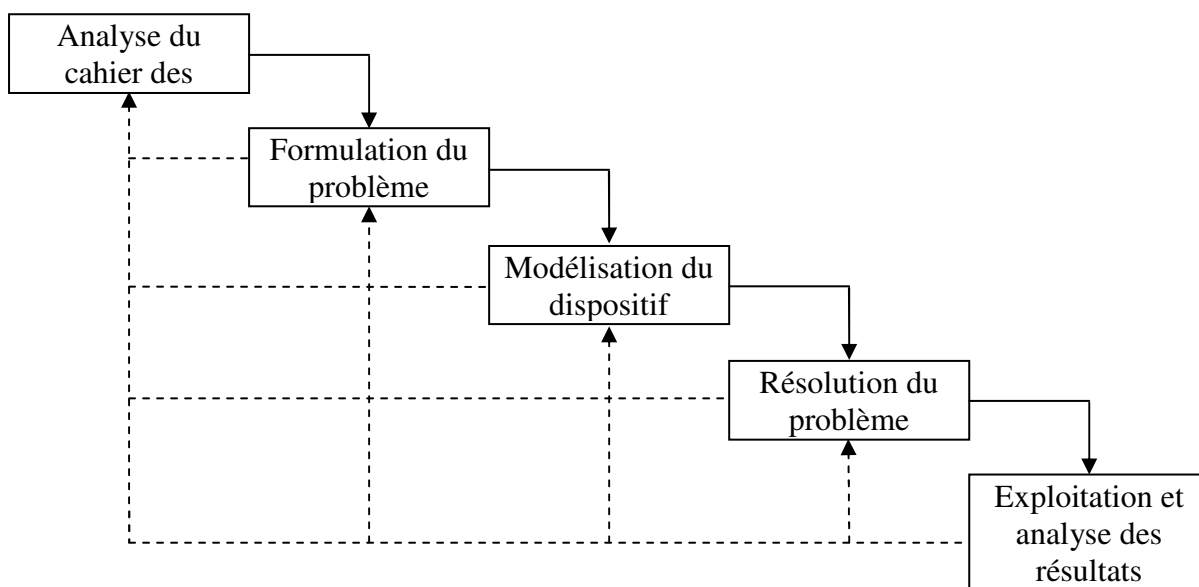 Analyse du
cahier des
Formulation du
problème
Modélisation du
dispositif
Résolution du
problème
Exploitation et
analyse des
résultats